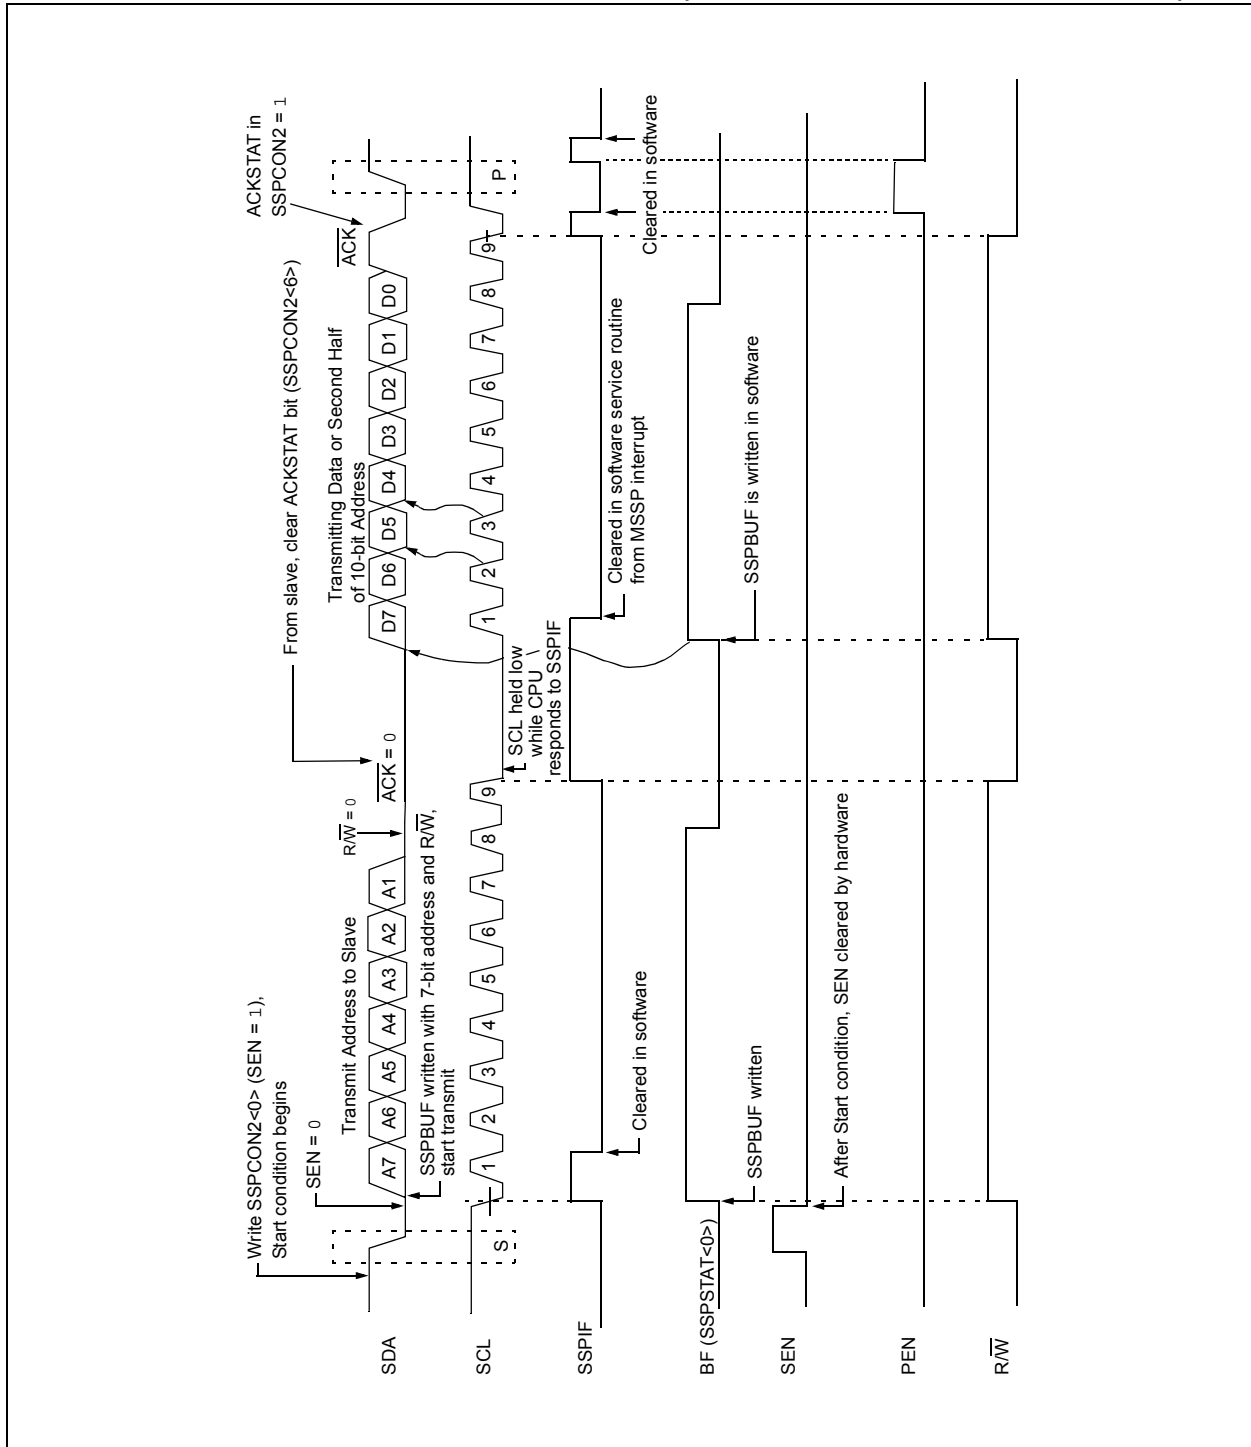 Write SSPCON2<0> (SEN = 1),
Start condition begins
SEN = 0
Transmit Address to Slave
R/W = 0
From slave, clear ACKSTAT bit (SSPCON2<6>)
ACK = 0
Transmitting Data or Second Half
of 10-bit Address
ACK
ACKSTAT in
SSPCON2 = 1
SDA
A7 A6 A5 A4 A3 A2 A1
D7 D6 D5 D4 D3 D2 D1 D0
SSPBUF written with 7-bit address and R/W,
start transmit
SCL
S
1 2 3 4 5 6 7 8 9
1 2 3 4 5 6 7 8 9
P
SCL held low
while CPU
responds to SSPIF
SSPIF
Cleared in software
Cleared in software service routine
from MSSP interrupt
Cleared in software
BF (SSPSTAT<0>)
SSPBUF written
SSPBUF is written in software
SEN
After Start condition, SEN cleared by hardware
PEN
R/W